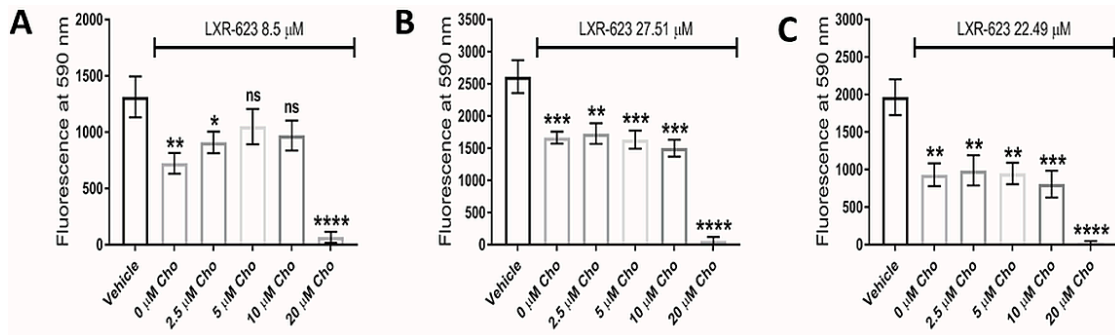 A
Fluorescence at 590 nm
2000
1500
1000
500
0
LXR-623 8.5 μM
**
*
ns
ns
****
Vehicle
0 μM Cho
2.5 μM Cho
5 μM Cho
10 μM Cho
20 μM Cho
B
Fluorescence at 590 nm
3500
3000
2500
2000
1500
1000
500
0
LXR-623 27.51 μM
***
**
***
***
****
Vehicle
0 μM Cho
2.5 μM Cho
5 μM Cho
10 μM Cho
20 μM Cho
C
Fluorescence at 590 nm
3000
2500
2000
1500
1000
500
0
LXR-623 22.49 μM
**
**
**
***
****
Vehicle
0 μM Cho
2.5 μM Cho
5 μM Cho
10 μM Cho
20 μM Cho